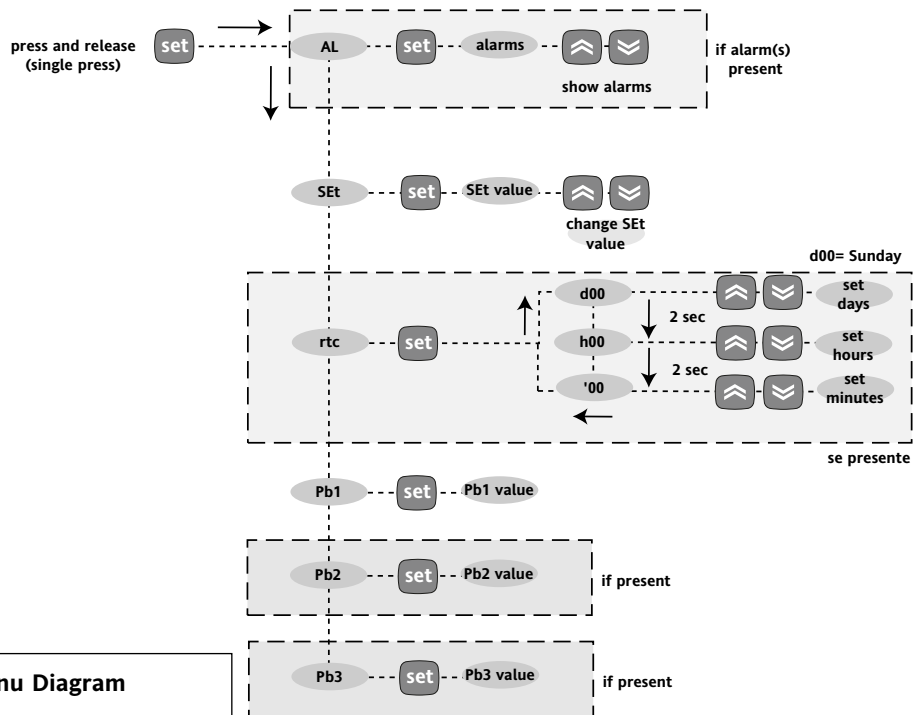 press and release
(single press)
set
AL
set
alarms
show alarms
if alarm(s)
present
SEt
set
SEt value
change SEt
value
d00= Sunday
rtc
set
d00
h00
'00
2 sec
2 sec
set
days
set
hours
set
minutes
se presente
Pb1
set
Pb1 value
Pb2
set
Pb2 value
if present
Pb3
set
Pb3 value
if present
nu Diagram